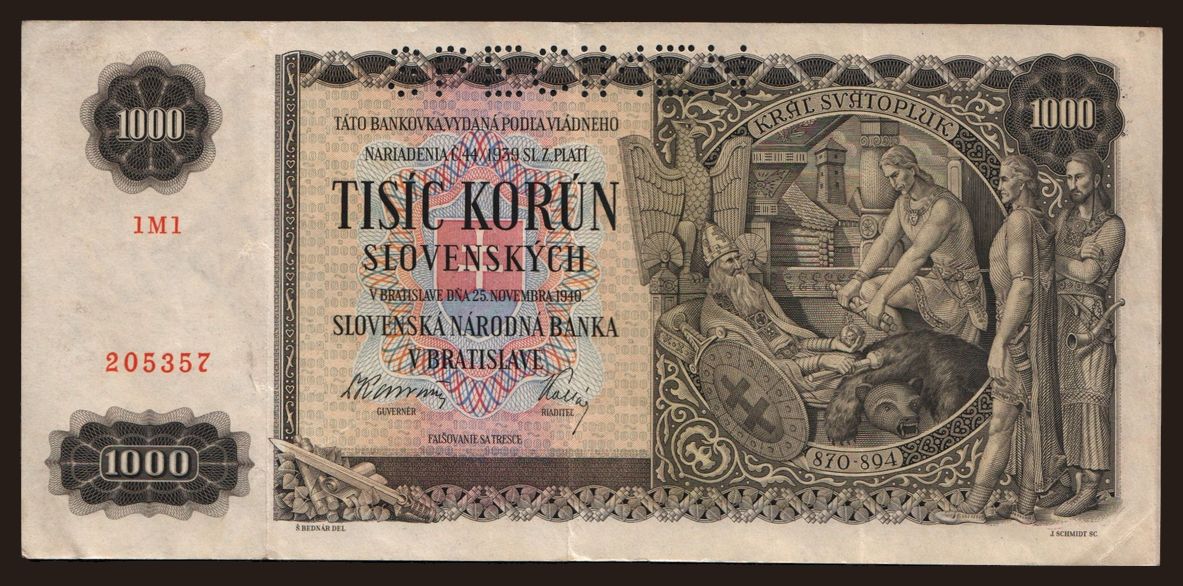 1000
1M1
205357
1000
TÁTO BANKOVKA VYDANÁ PODĽA VLÁDNEHO
NARIADENIA Č. 44/1939 SL. Z. PLATÍ
TISÍC KORÚN
SLOVENSKÝCH
V BRATISLAVE DŇA 25. NOVEMBRA 1940.
SLOVENSKÁ NÁRODNÁ BANKA
V BRATISLAVE
GUVERNÉR
RIADITEĽ
FALŠOVANIE SA TRESCE
Š. BEDNÁR DEL
KRÁĽ SVÄTOPLUK
1000
870-894
J. SCHMIDT SC.